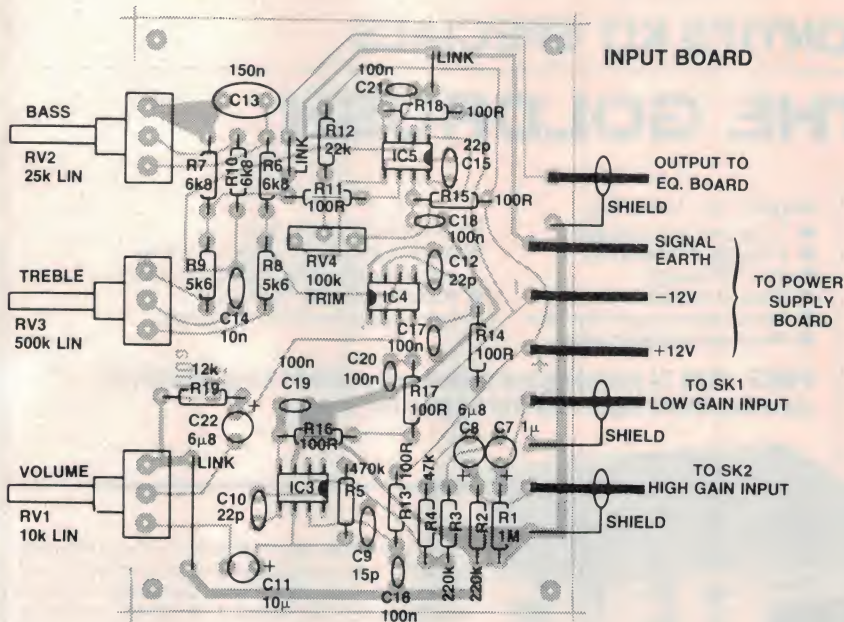 INPUT BOARD
150n
C13
100n
C21
LINK
R18
100R
BASS
RV2
25k LIN
R7
6k8
R10
6k8
R6
6k8
LINK
R12
22k
IC5
22p
C15
R11
100R
R15
100R
C18
100n
OUTPUT TO
EQ. BOARD
SHIELD
TREBLE
RV3
500k LIN
R9
5k6
R8
5k6
C14
10n
RV4
100k
TRIM
IC4
C12
22p
C17
100n
R14
100R
SIGNAL
EARTH
−12V
+12V
TO POWER
SUPPLY
BOARD
12k
R19
C22
6µ8
+
100n
C19
C20
100n
R17
100R
R16
100R
6µ8
C8
C7
1µ
+
+
TO SK1
LOW GAIN INPUT
SHIELD
VOLUME
RV1
10k LIN
LINK
C10
22p
IC3
470k
R5
C9
15p
100R
R13
47k
R4
R3
220k
R2
220k
R1
1M
TO SK2
HIGH GAIN INPUT
SHIELD
C11
10µ
+
C16
100n